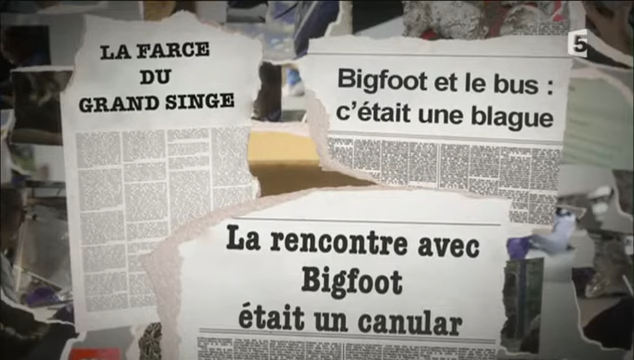 LA FARCE
DU
GRAND SINGE
5
Bigfoot et le bus :
c'était une blague
La rencontre avec
Bigfoot
était un canular